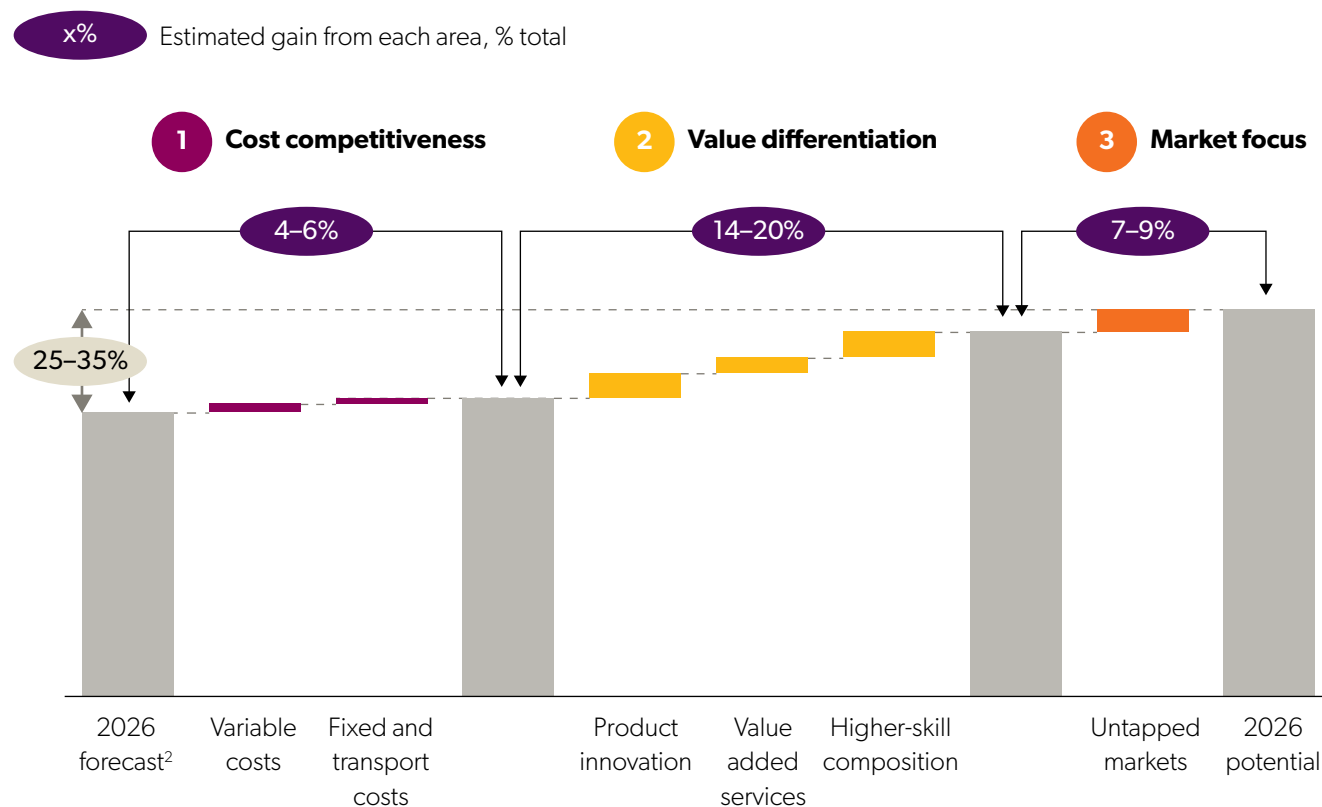 x% Estimated gain from each area, % total
1 Cost competitiveness
2 Value differentiation
3 Market focus
4–6%
14–20%
7–9%
25–35%
2026
forecast²
Variable
costs
Fixed and
transport
costs
Product
innovation
Value
added
services
Higher-skill
composition
Untapped
markets
2026
potential